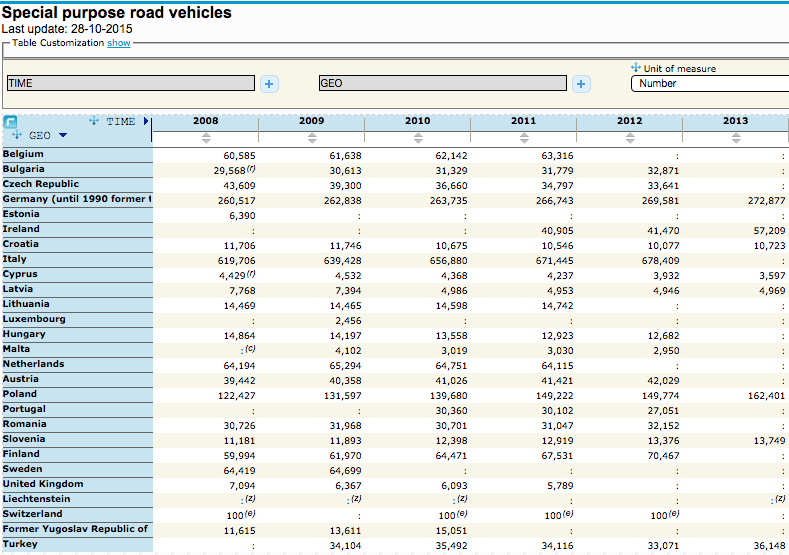 Special purpose road vehicles
Last update: 28-10-2015
Table Customization show
Unit of measure
TIME + GEO + Number
TIME 2008 2009 2010 2011 2012 2013
GEO
Belgium 60,585 61,638 62,142 63,316 : :
Bulgaria 29,568(r) 30,613 31,329 31,779 32,871 :
Czech Republic 43,609 39,300 36,660 34,797 33,641 :
Germany (until 1990 former t 260,517 262,838 263,735 266,743 269,581 272,877
Estonia 6,390 : : : : :
Ireland : : : 40,905 41,470 57,209
Croatia 11,706 11,746 10,675 10,546 10,077 10,723
Italy 619,706 639,428 656,880 671,445 678,409 :
Cyprus 4,429(r) 4,532 4,368 4,237 3,932 3,597
Latvia 7,768 7,394 4,986 4,953 4,946 4,969
Lithuania 14,469 14,465 14,598 14,742 : :
Luxembourg : 2,456 : : : :
Hungary 14,864 14,197 13,558 12,923 12,682 :
Malta :(c) 4,102 3,019 3,030 2,950 :
Netherlands 64,194 65,294 64,751 64,115 : :
Austria 39,442 40,358 41,026 41,421 42,029 :
Poland 122,427 131,597 139,680 149,222 149,774 162,401
Portugal : : 30,360 30,102 27,051 :
Romania 30,726 31,968 30,701 31,047 32,152 :
Slovenia 11,181 11,893 12,398 12,919 13,376 13,749
Finland 59,994 61,970 64,471 67,531 70,467 :
Sweden 64,419 64,699 : : : :
United Kingdom 7,094 6,367 6,093 5,789 : :
Liechtenstein :(z) :(z) :(z) : : :(z)
Switzerland 100(e) : 100(e) 100(e) 100(e) :
Former Yugoslav Republic of 11,615 13,611 15,051 : : :
Turkey : 34,104 35,492 34,116 33,071 36,148